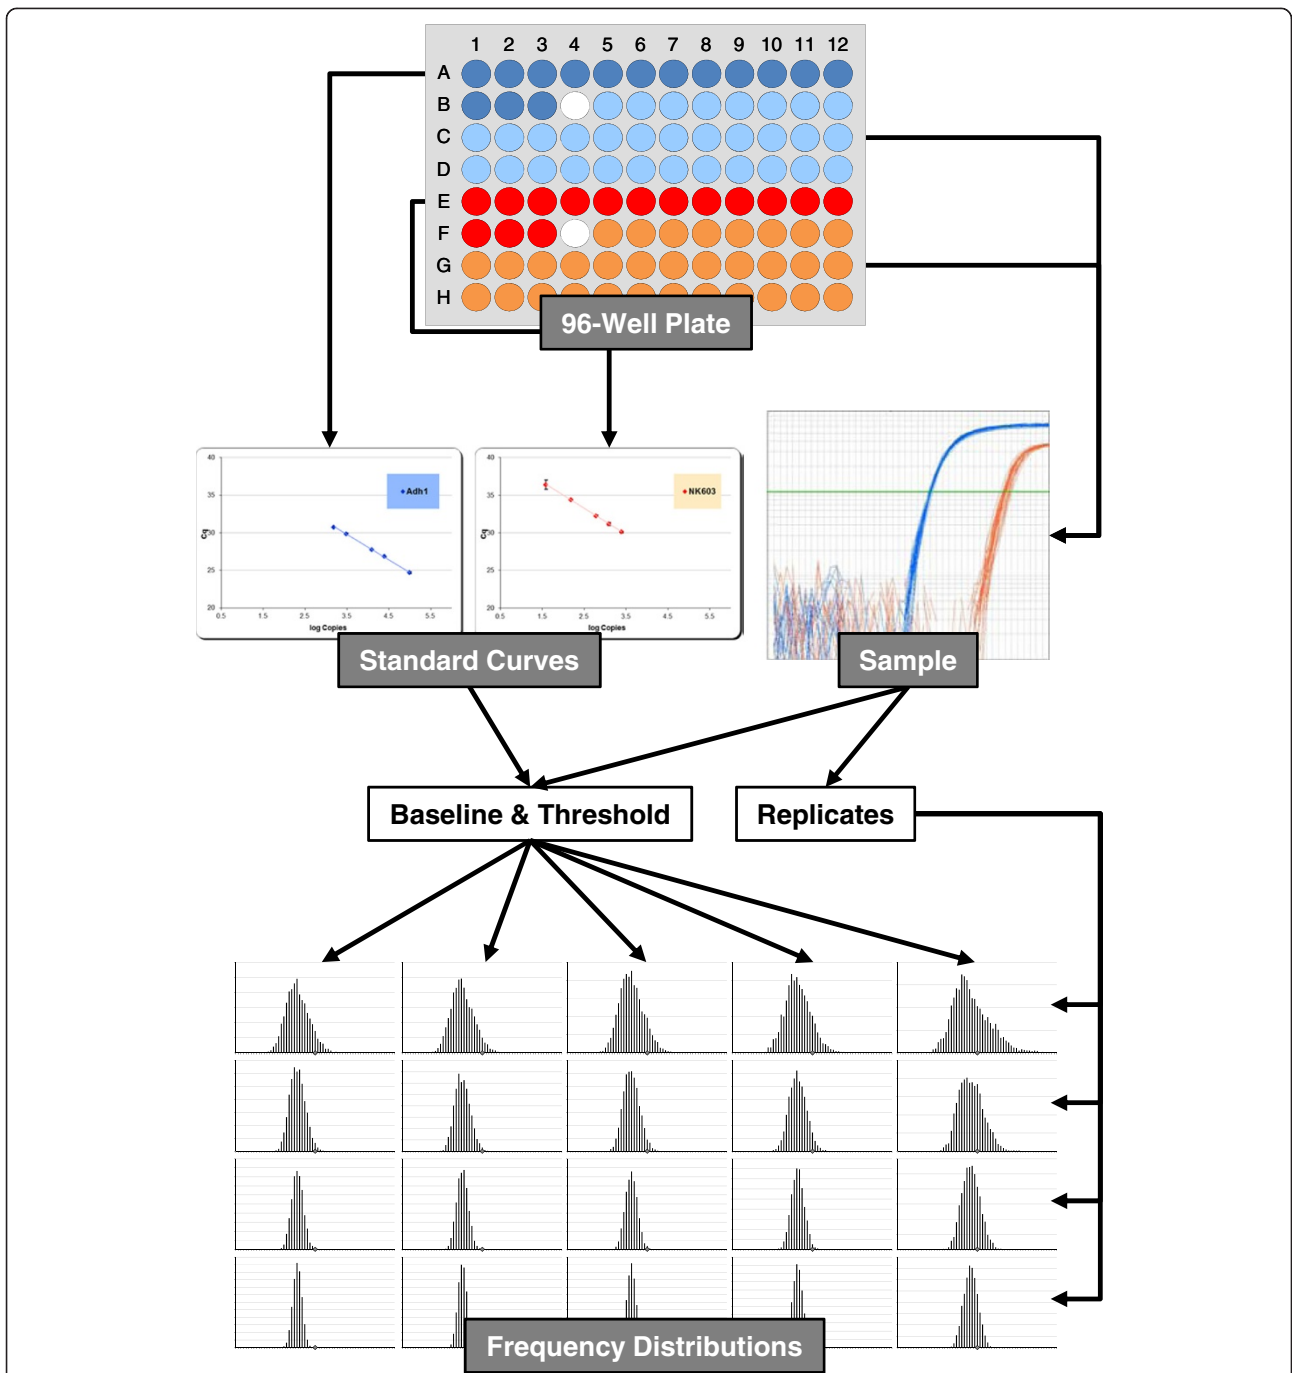 1 2 3 4 5 6 7 8 9 10 11 12
A
B
C
D
E
F
G
H
96-Well Plate
40
35
30
25
20
Cq
0.5 1.5 2.5 3.5 4.5 5.5
log Copies
Adh1
40
35
30
25
20
Cq
0.5 1.5 2.5 3.5 4.5 5.5
log Copies
NK603
Standard Curves
Sample
Baseline & Threshold
Replicates
Frequency Distributions